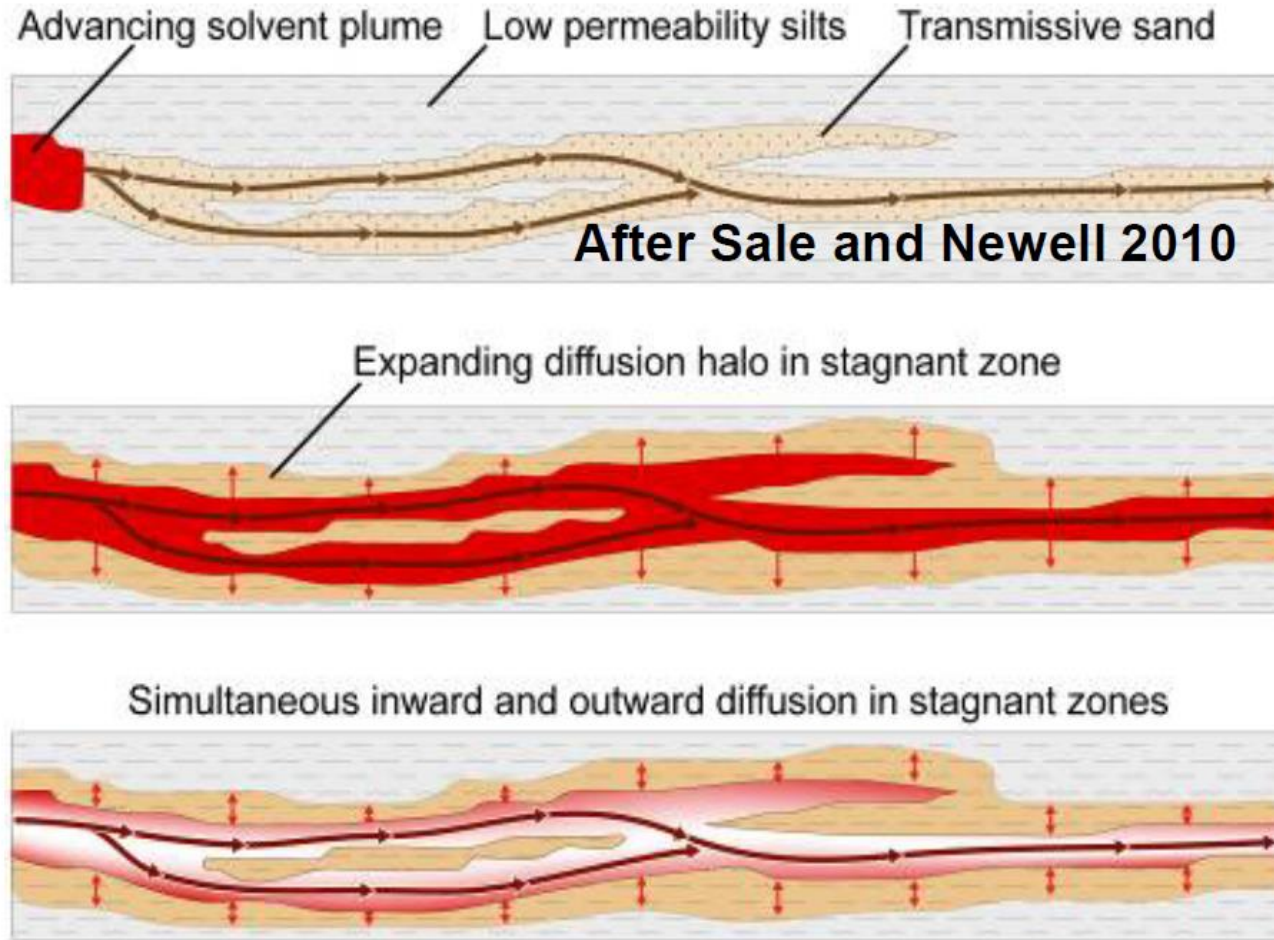 Advancing solvent plume Low permeability silts Transmissive sand
After Sale and Newell 2010
Expanding diffusion halo in stagnant zone
Simultaneous inward and outward diffusion in stagnant zones